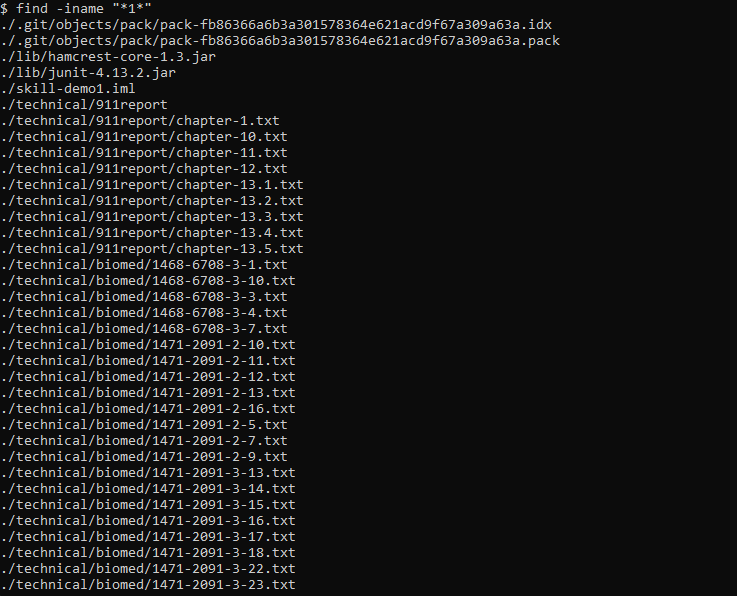 $ find -iname "*1*"
./.git/objects/pack/pack-fb86366a6b3a301578364e621acd9f67a309a63a.idx
./.git/objects/pack/pack-fb86366a6b3a301578364e621acd9f67a309a63a.pack
./lib/hamcrest-core-1.3.jar
./lib/junit-4.13.2.jar
./skill-demo1.iml
./technical/911report
./technical/911report/chapter-1.txt
./technical/911report/chapter-10.txt
./technical/911report/chapter-11.txt
./technical/911report/chapter-12.txt
./technical/911report/chapter-13.1.txt
./technical/911report/chapter-13.2.txt
./technical/911report/chapter-13.3.txt
./technical/911report/chapter-13.4.txt
./technical/911report/chapter-13.5.txt
./technical/biomed/1468-6708-3-1.txt
./technical/biomed/1468-6708-3-10.txt
./technical/biomed/1468-6708-3-3.txt
./technical/biomed/1468-6708-3-4.txt
./technical/biomed/1468-6708-3-7.txt
./technical/biomed/1471-2091-2-10.txt
./technical/biomed/1471-2091-2-11.txt
./technical/biomed/1471-2091-2-12.txt
./technical/biomed/1471-2091-2-13.txt
./technical/biomed/1471-2091-2-16.txt
./technical/biomed/1471-2091-2-5.txt
./technical/biomed/1471-2091-2-7.txt
./technical/biomed/1471-2091-2-9.txt
./technical/biomed/1471-2091-3-13.txt
./technical/biomed/1471-2091-3-14.txt
./technical/biomed/1471-2091-3-15.txt
./technical/biomed/1471-2091-3-16.txt
./technical/biomed/1471-2091-3-17.txt
./technical/biomed/1471-2091-3-18.txt
./technical/biomed/1471-2091-3-22.txt
./technical/biomed/1471-2091-3-23.txt